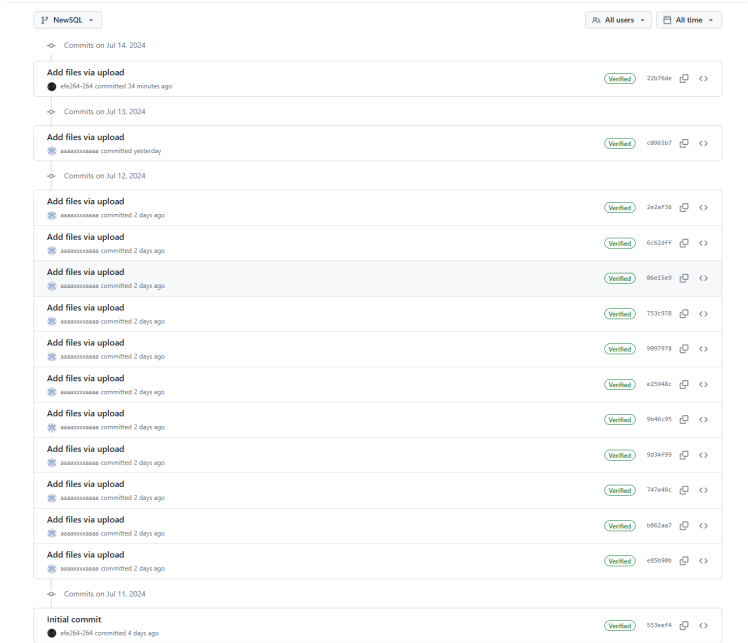 NewSQL
All users
All time
Commits on Jul 14, 2024
Add files via upload
efe264-264 committed 34 minutes ago
Verified
22b76de
Commits on Jul 13, 2024
Add files via upload
aaaaxxxxaaaa committed yesterday
Verified
c0965b7
Commits on Jul 12, 2024
Add files via upload
aaaaxxxxaaaa committed 2 days ago
Verified
2e2af36
Add files via upload
aaaaxxxxaaaa committed 2 days ago
Verified
6c62dff
Add files via upload
aaaaxxxxaaaa committed 2 days ago
Verified
06e15e9
Add files via upload
aaaaxxxxaaaa committed 2 days ago
Verified
753c978
Add files via upload
aaaaxxxxaaaa committed 2 days ago
Verified
9097978
Add files via upload
aaaaxxxxaaaa committed 2 days ago
Verified
e25948c
Add files via upload
aaaaxxxxaaaa committed 2 days ago
Verified
9b46c95
Add files via upload
aaaaxxxxaaaa committed 2 days ago
Verified
9d34f99
Add files via upload
aaaaxxxxaaaa committed 2 days ago
Verified
747e49c
Add files via upload
aaaaxxxxaaaa committed 2 days ago
Verified
b862aa7
Add files via upload
aaaaxxxxaaaa committed 2 days ago
Verified
e85b90b
Commits on Jul 11, 2024
Initial commit
efe264-264 committed 4 days ago
Verified
553eef4